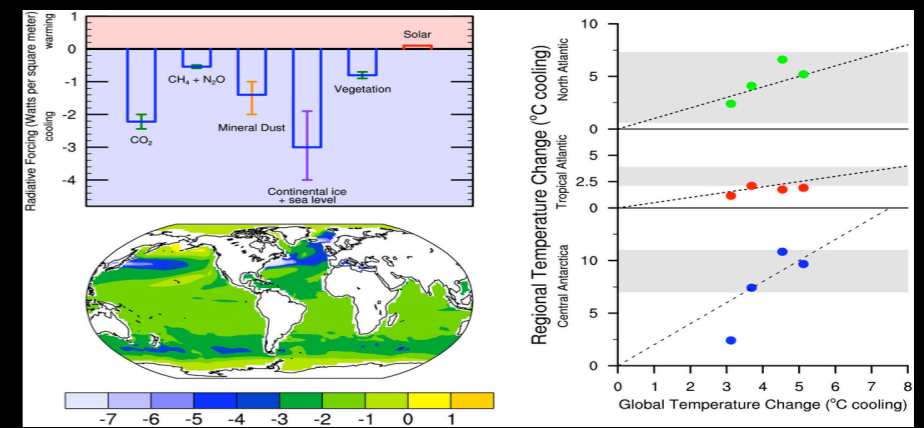 Radiative Forcing (Watts per square meter)
cooling
warming
1
0
-1
-2
-3
-4
CO₂
CH₄ + N₂O
Mineral Dust
Continental ice
+ sea level
Vegetation
Solar
-7 -6 -5 -4 -3 -2 -1 0 1
Regional Temperature Change (°C cooling)
North Atlantic
10
5
0
Tropical Atlantic
5
2.5
0
Central Antarctica
10
5
0
0 1 2 3 4 5 6 7 8
Global Temperature Change (°C cooling)